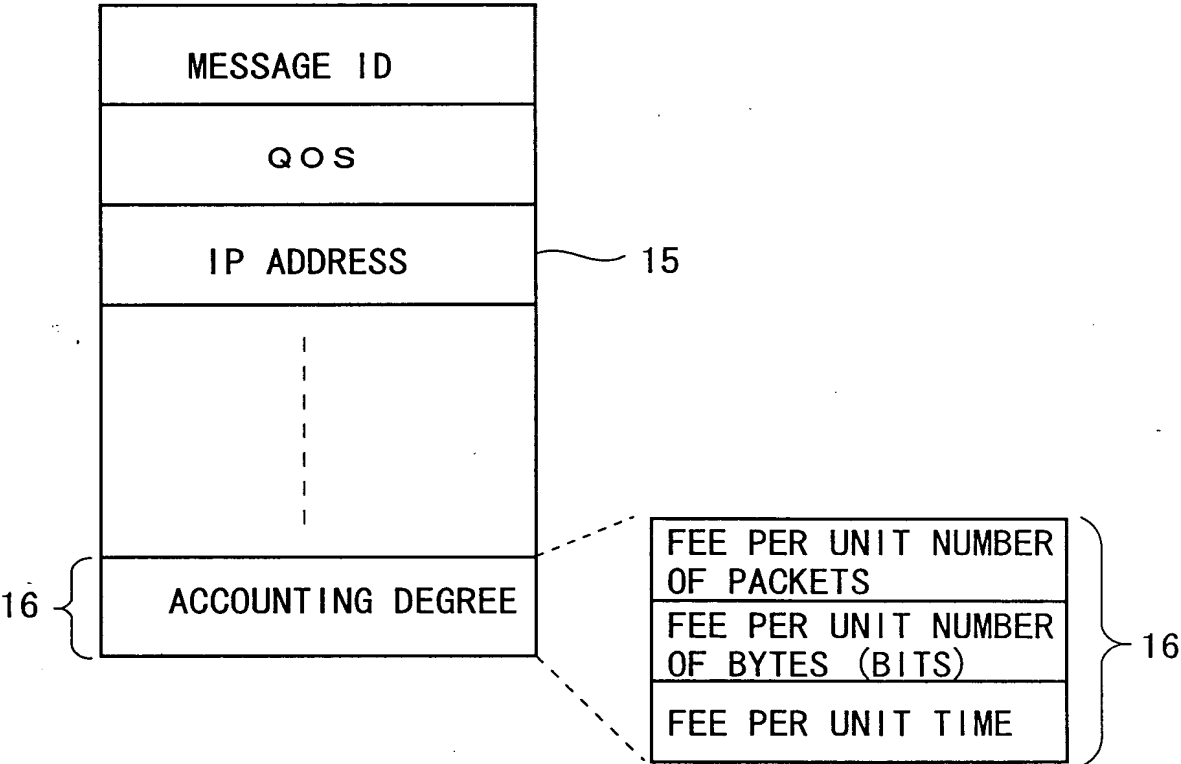 MESSAGE ID
QOS
IP ADDRESS
15
16
ACCOUNTING DEGREE
FEE PER UNIT NUMBER
OF PACKETS
FEE PER UNIT NUMBER
OF BYTES (BITS)
FEE PER UNIT TIME
16